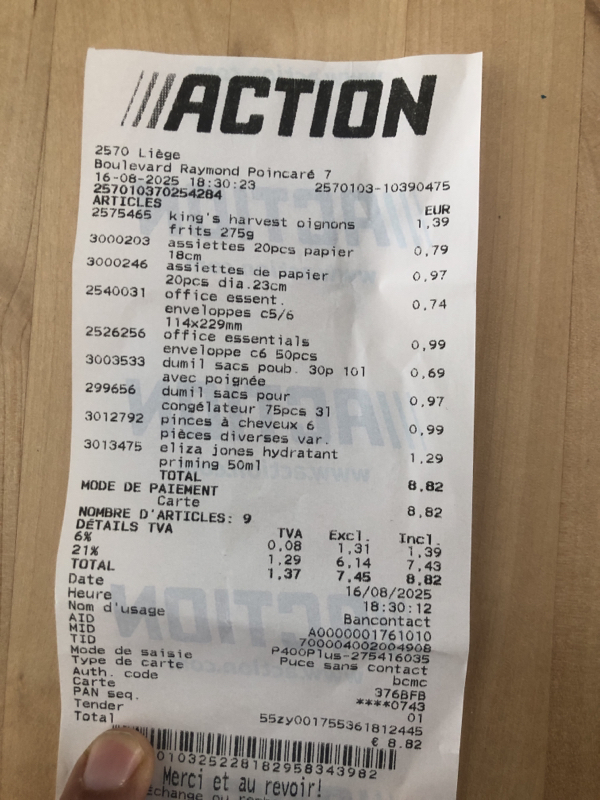 ACTION
2570 Liège
Boulevard Raymond Poincaré 7
16-08-2025 18:30:23 2570103-10390475
257010370254284
ARTICLES EUR
2575465 king's harvest oignons 1,39
frits 275g
3000203 assiettes 20pcs papier 0,79
18cm
3000246 assiettes de papier 0,97
20pcs dia.23cm
2540031 office essent. 0,74
enveloppes c5/6
114x229mm
2526256 office essentials 0,99
enveloppe c6 50pcs
3003533 dumil sacs poub. 30p 10l 0,69
avec poignée
299656 dumil sacs pour 0,97
congélateur 75pcs 3l
3012792 pinces à cheveux 6 0,99
pièces diverses var.
3013475 eliza jones hydratant 1,29
priming 50ml
TOTAL 8,82
MODE DE PAIEMENT
Carte 8,82
NOMBRE D'ARTICLES: 9
DÉTAILS TVA TVA Excl. Incl.
6% 0,08 1,31 1,39
21% 1,29 6,14 7,43
TOTAL 1,37 7,45 8,82
Date 16/08/2025
Heure 18:30:12
Nom d'usage Bancontact
AID A0000001761010
MID 700004002004908
TID P400Plus-275416035
Mode de saisie Puce sans contact
Type de carte bcmc
Auth. code 376BFB
Carte ****0743
PAN seq. 01
Tender 55zy001755361812445
Total € 8.82
010325228182958343982
Merci et au revoir!